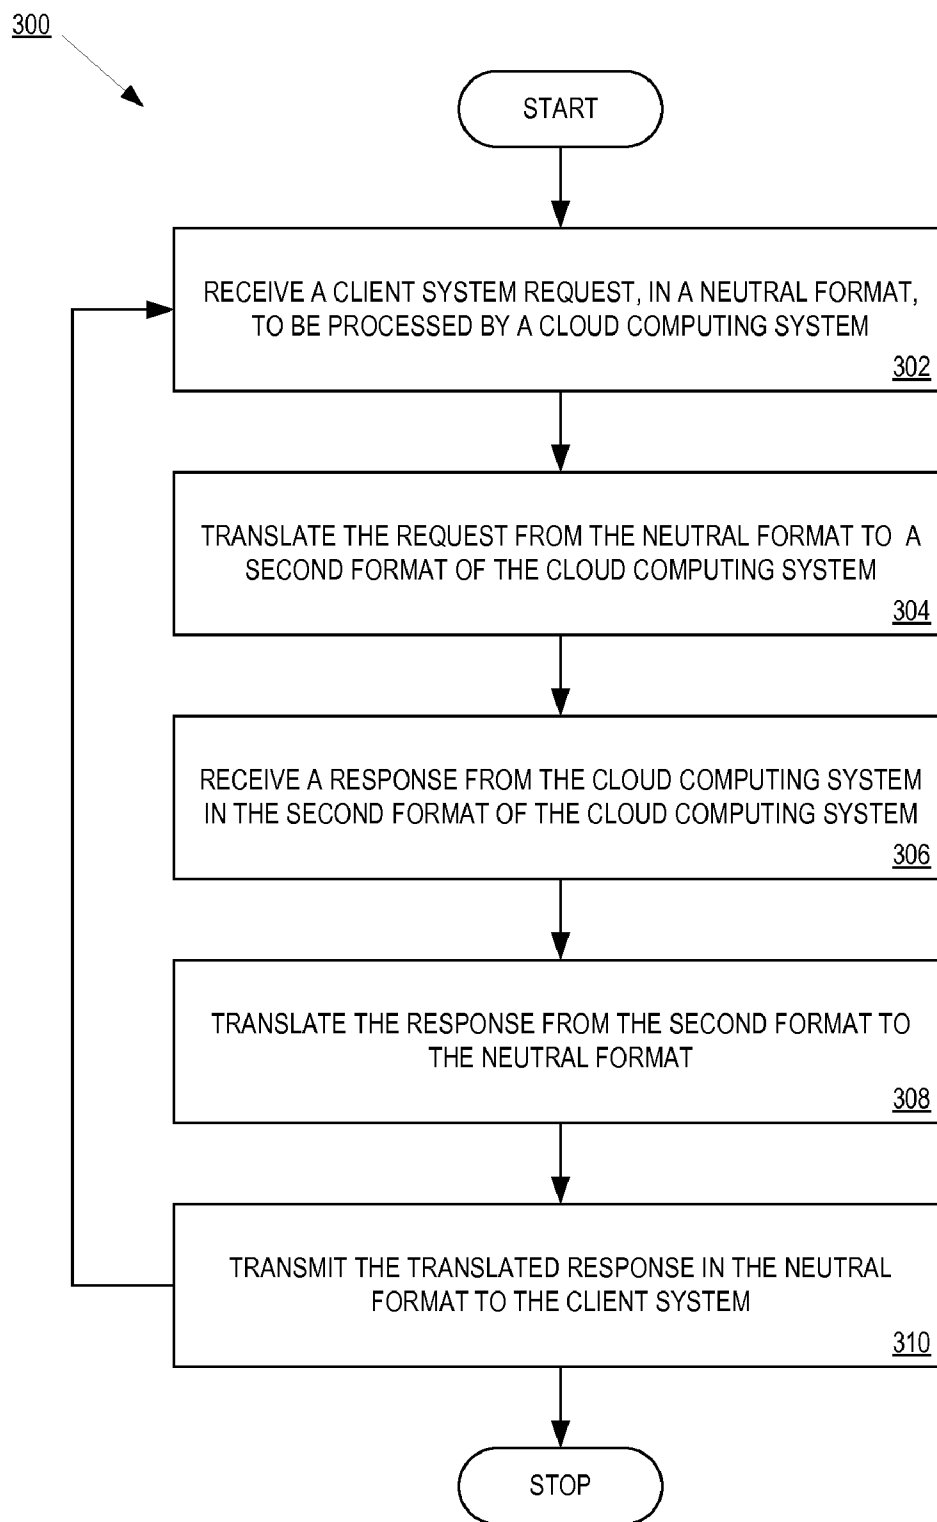 300
START
RECEIVE A CLIENT SYSTEM REQUEST, IN A NEUTRAL FORMAT,
TO BE PROCESSED BY A CLOUD COMPUTING SYSTEM
302
TRANSLATE THE REQUEST FROM THE NEUTRAL FORMAT TO A
SECOND FORMAT OF THE CLOUD COMPUTING SYSTEM
304
RECEIVE A RESPONSE FROM THE CLOUD COMPUTING SYSTEM
IN THE SECOND FORMAT OF THE CLOUD COMPUTING SYSTEM
306
TRANSLATE THE RESPONSE FROM THE SECOND FORMAT TO
THE NEUTRAL FORMAT
308
TRANSMIT THE TRANSLATED RESPONSE IN THE NEUTRAL
FORMAT TO THE CLIENT SYSTEM
310
STOP